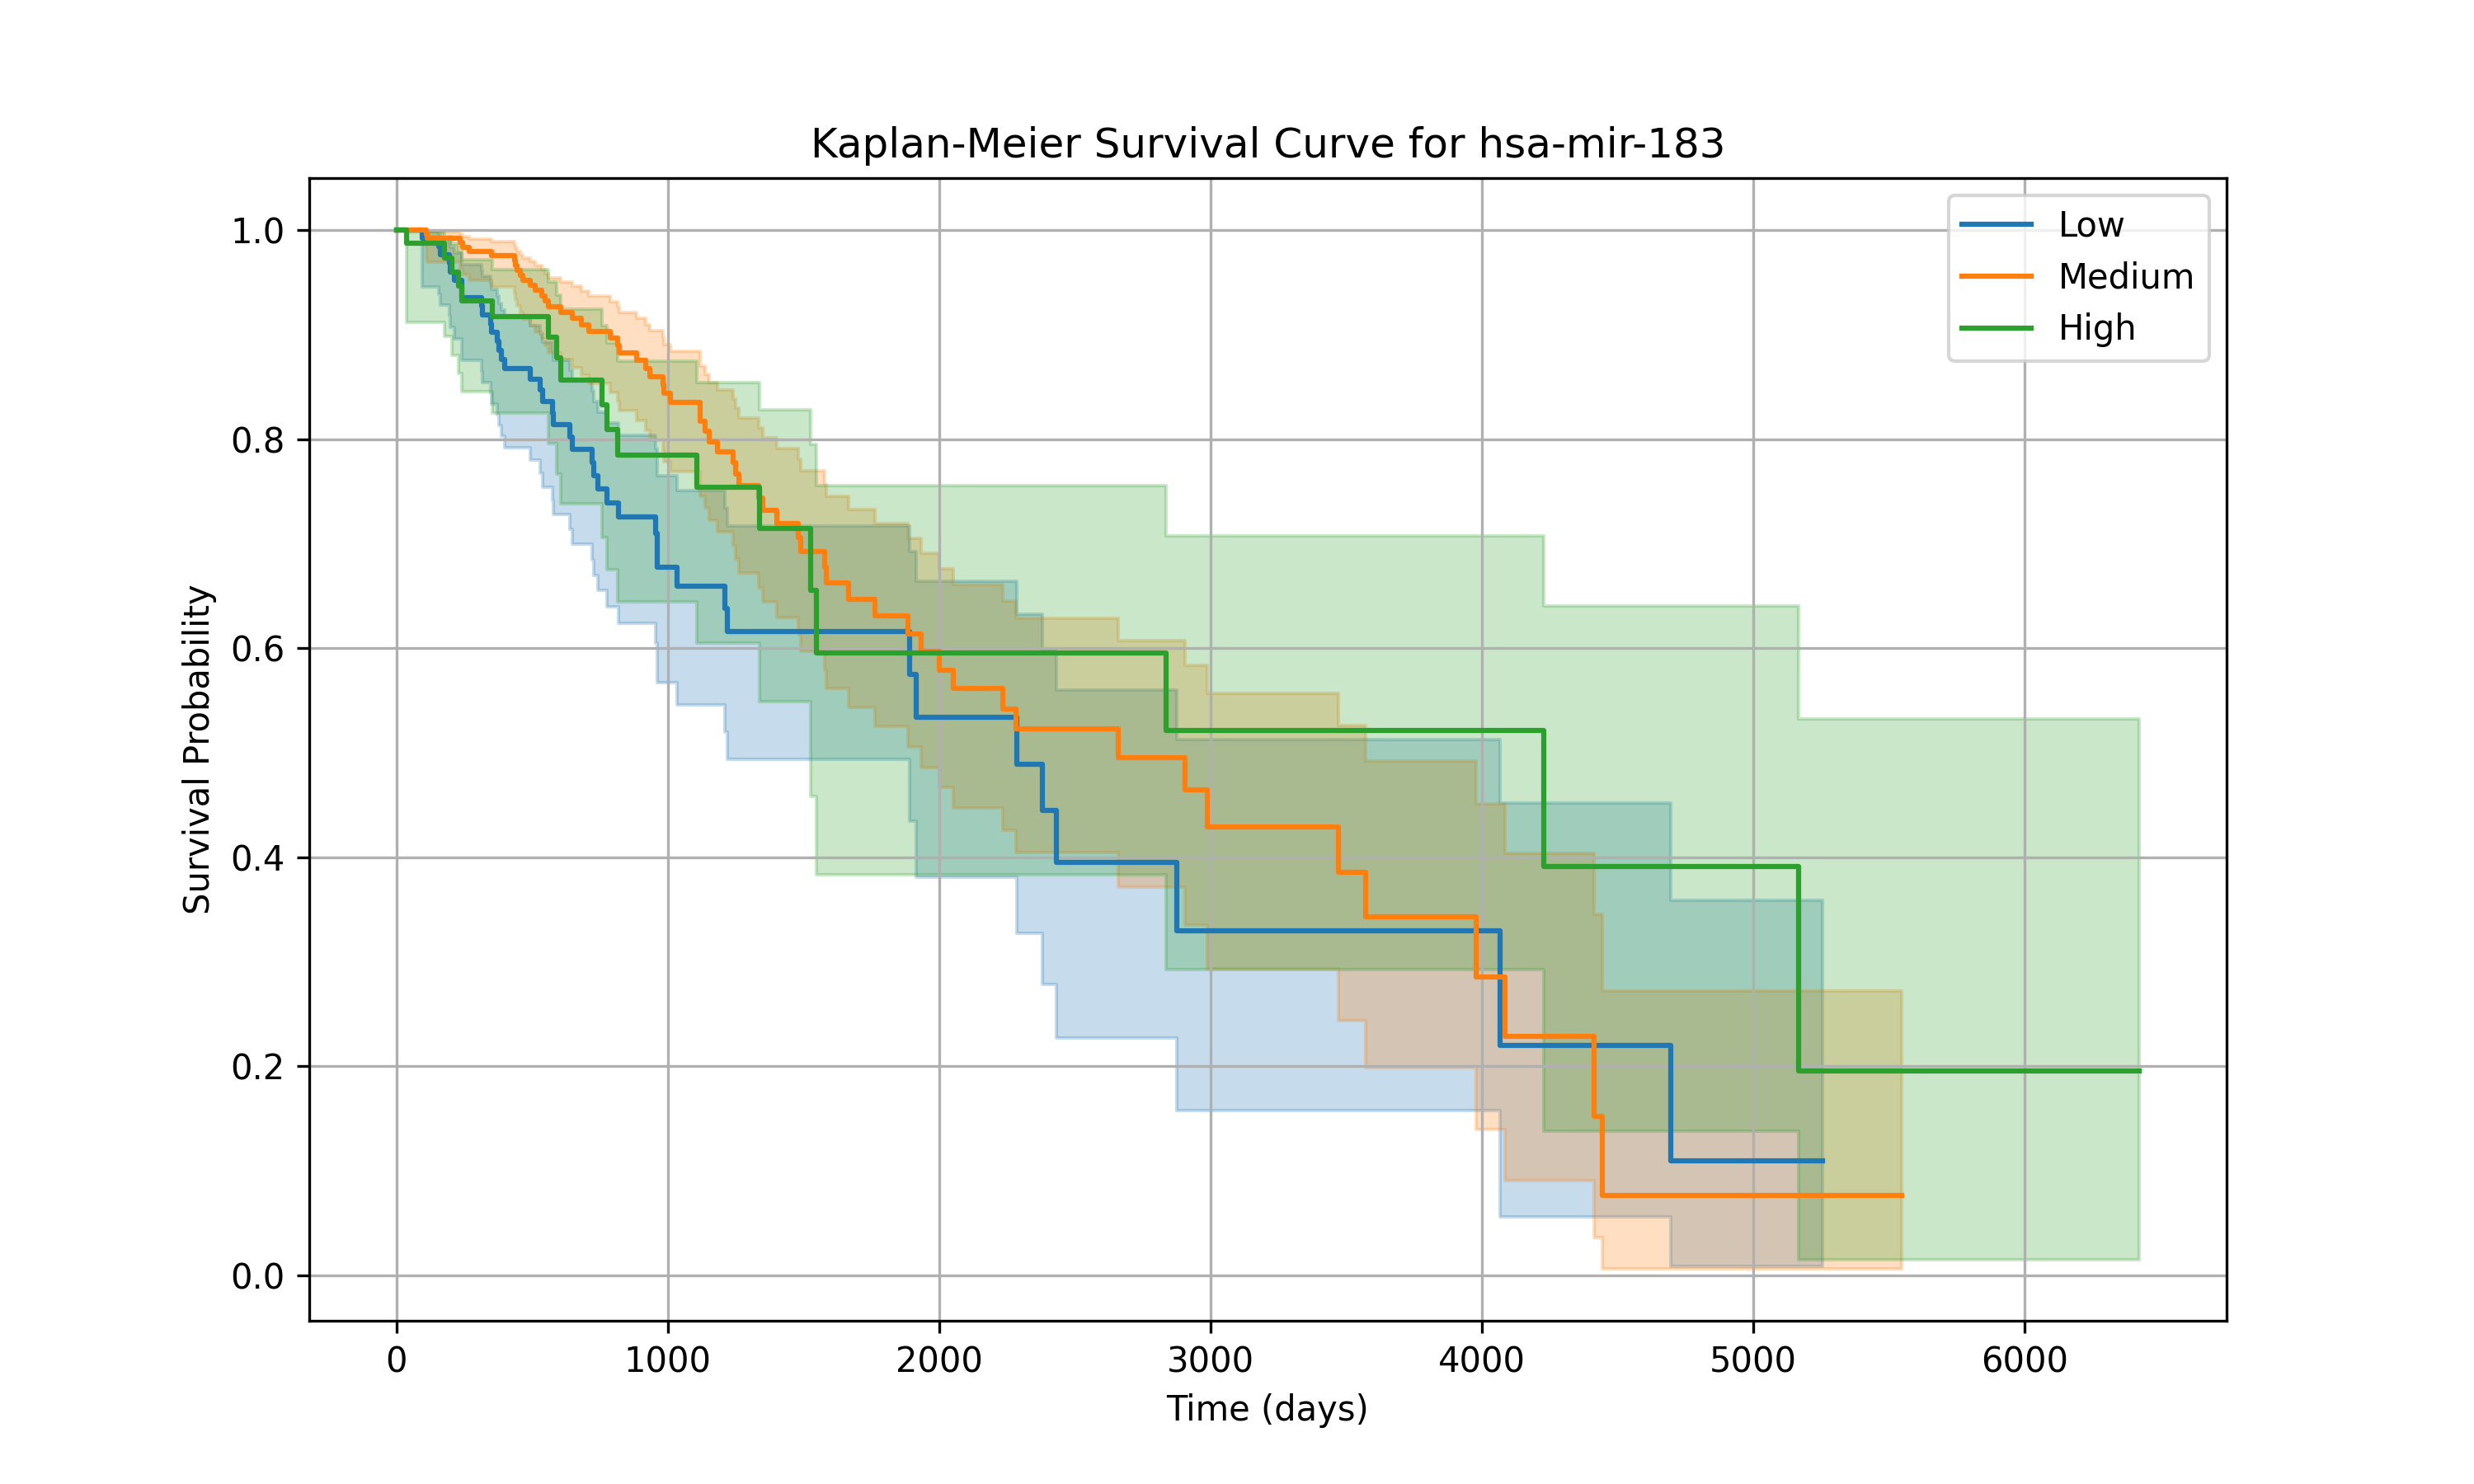 Kaplan-Meier Survival Curve for hsa-mir-183
Low
Medium
High
Survival Probability
1.0
0.8
0.6
0.4
0.2
0.0
0 1000 2000 3000 4000 5000 6000
Time (days)